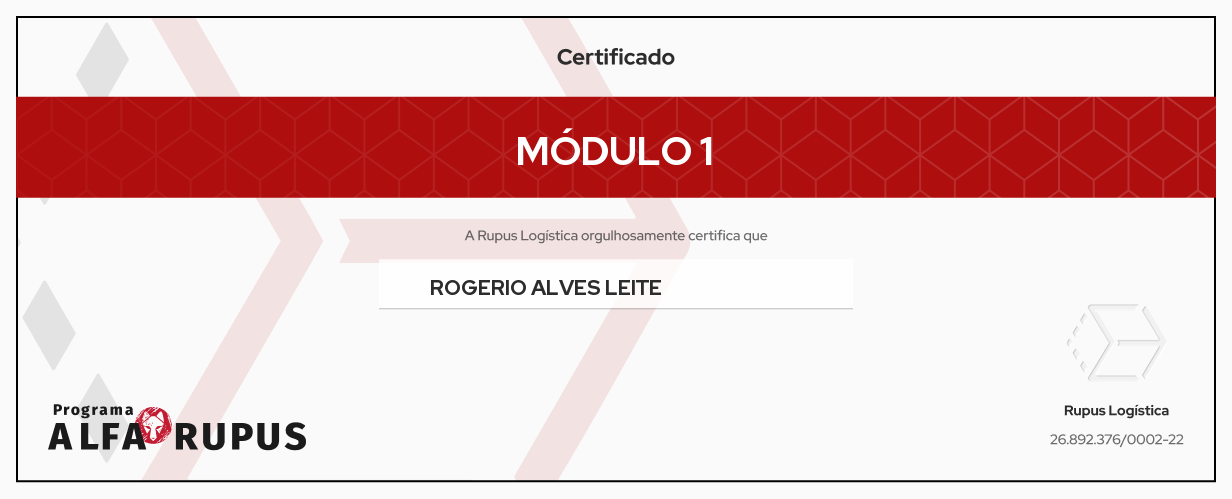 Certificado
MÓDULO 1
A Rupus Logística orgulhosamente certifica que
ROGERIO ALVES LEITE
Programa
ALFA RUPUS
Rupus Logística
26.892.376/0002-22